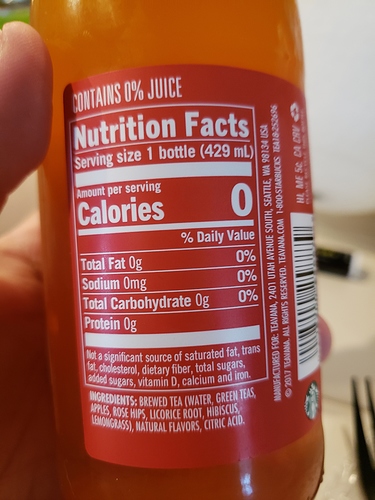 CONTAINS 0% JUICE
Nutrition Facts
Serving size 1 bottle (429 mL)
Amount per serving
Calories 0
% Daily Value
Total Fat 0g 0%
Sodium 0mg 0%
Total Carbohydrate 0g 0%
Protein 0g
Not a significant source of saturated fat, trans
fat, cholesterol, dietary fiber, total sugars,
added sugars, vitamin D, calcium and iron.
INGREDIENTS: BREWED TEA (WATER, GREEN TEAS,
APPLES, ROSE HIPS, LICORICE ROOT, HIBISCUS,
LEMONGRASS), NATURAL FLAVORS, CITRIC ACID.
MANUFACTURED FOR: TEAVANA, 2401 UTAH AVENUE SOUTH, SEATTLE, WA 98134 USA
© 2017 TEAVANA. ALL RIGHTS RESERVED. TEAVANA.COM 1-800-STARBUCKS
HI, ME 5¢